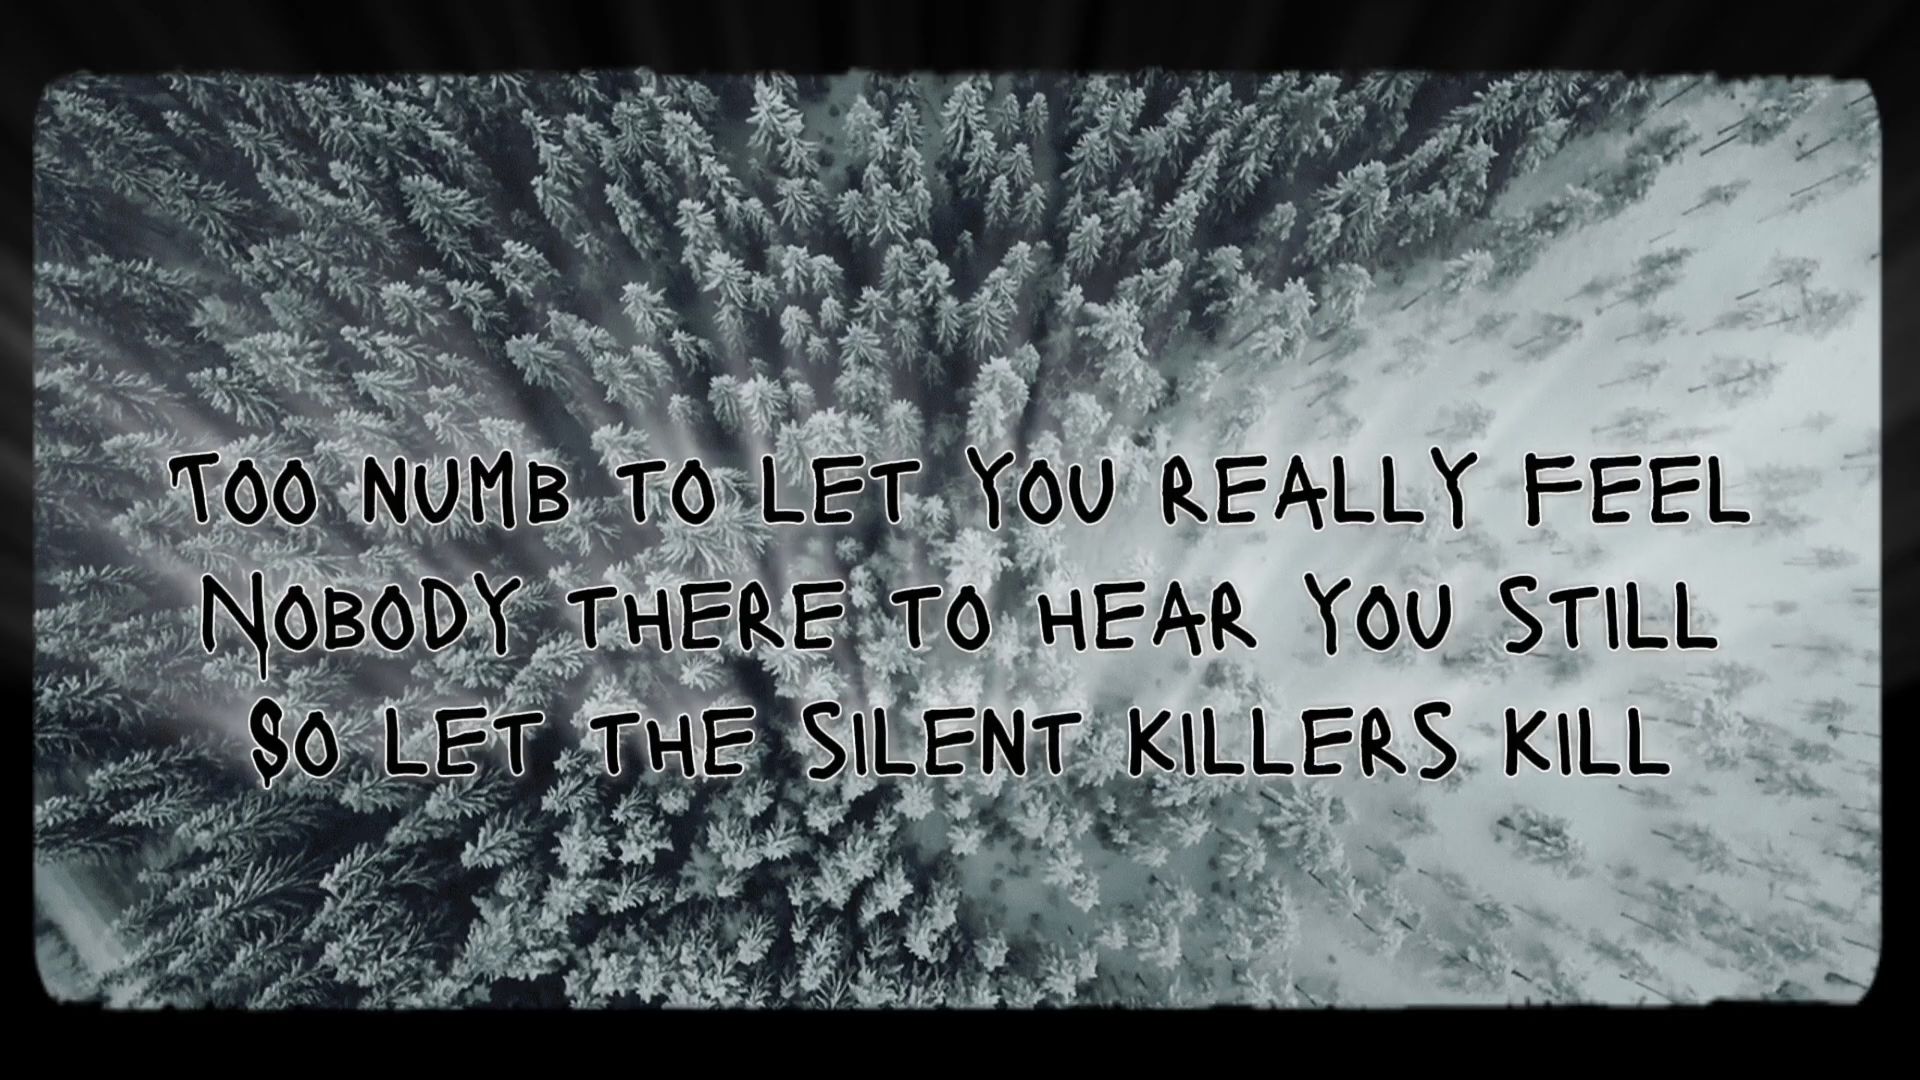 Too numb to let you really feel
Nobody there to hear you still
So let the silent killers kill